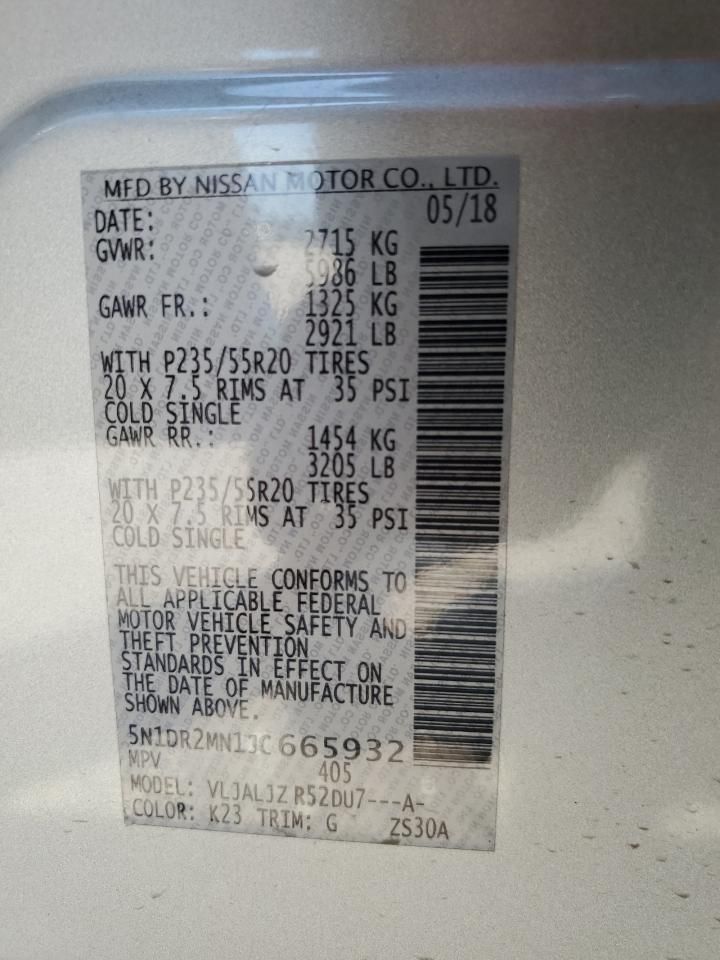 MFD BY NISSAN MOTOR CO., LTD.
DATE: 05/18
GVWR: 2715 KG
5986 LB
GAWR FR.: 1325 KG
2921 LB
WITH P235/55R20 TIRES
20 X 7.5 RIMS AT 35 PSI
COLD SINGLE
GAWR RR.: 1454 KG
3205 LB
WITH P235/55R20 TIRES
20 X 7.5 RIMS AT 35 PSI
COLD SINGLE
THIS VEHICLE CONFORMS TO
ALL APPLICABLE FEDERAL
MOTOR VEHICLE SAFETY AND
THEFT PREVENTION
STANDARDS IN EFFECT ON
THE DATE OF MANUFACTURE
SHOWN ABOVE.
5N1DR2MN1JC665932
MPV 405
MODEL: VLJALJZ R52DU7---A-
COLOR: K23 TRIM: G ZS30A